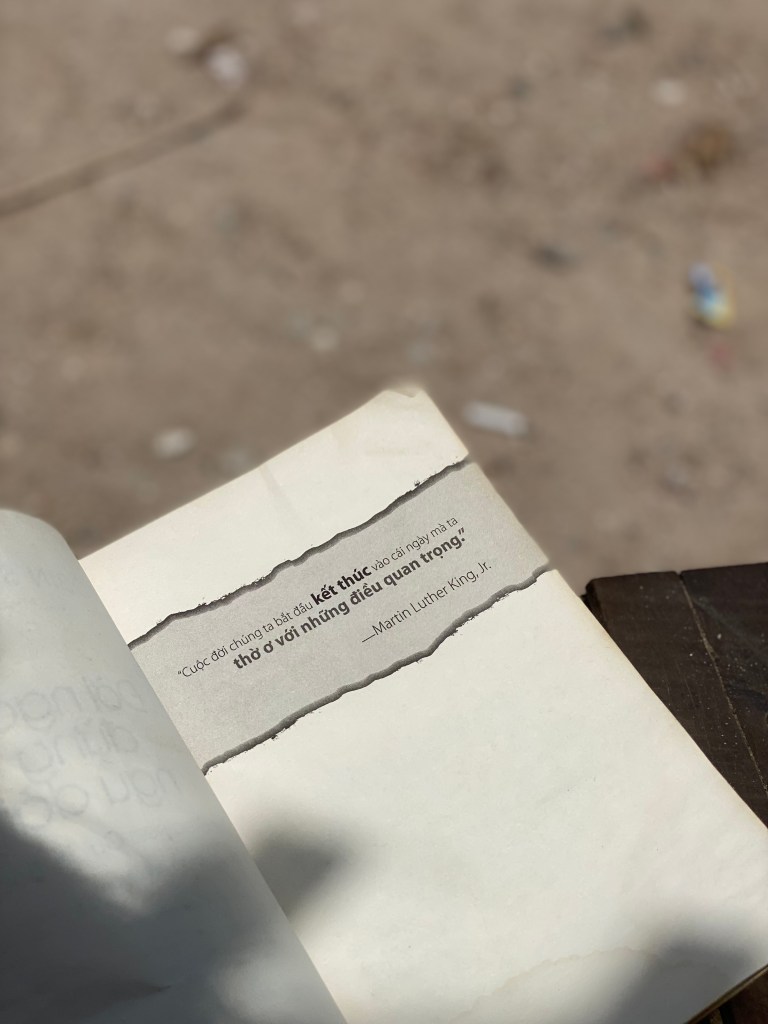 “Cuộc đời chúng ta bắt đầu kết thúc vào cái ngày mà ta
thờ ơ với những điều quan trọng.”
—Martin Luther King, Jr.